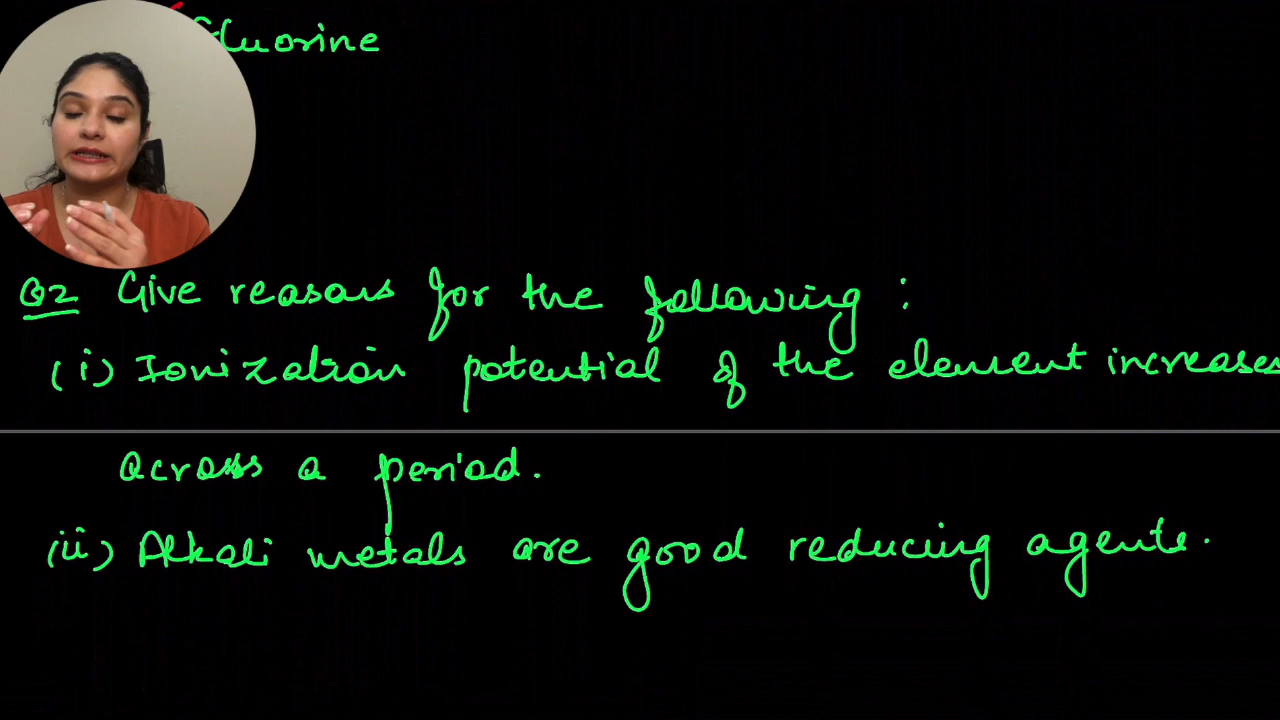 Fluorine
Q2 Give reasons for the following :
(i) Ionization potential of the element increases
across a period.
(ii) Alkali metals are good reducing agents.